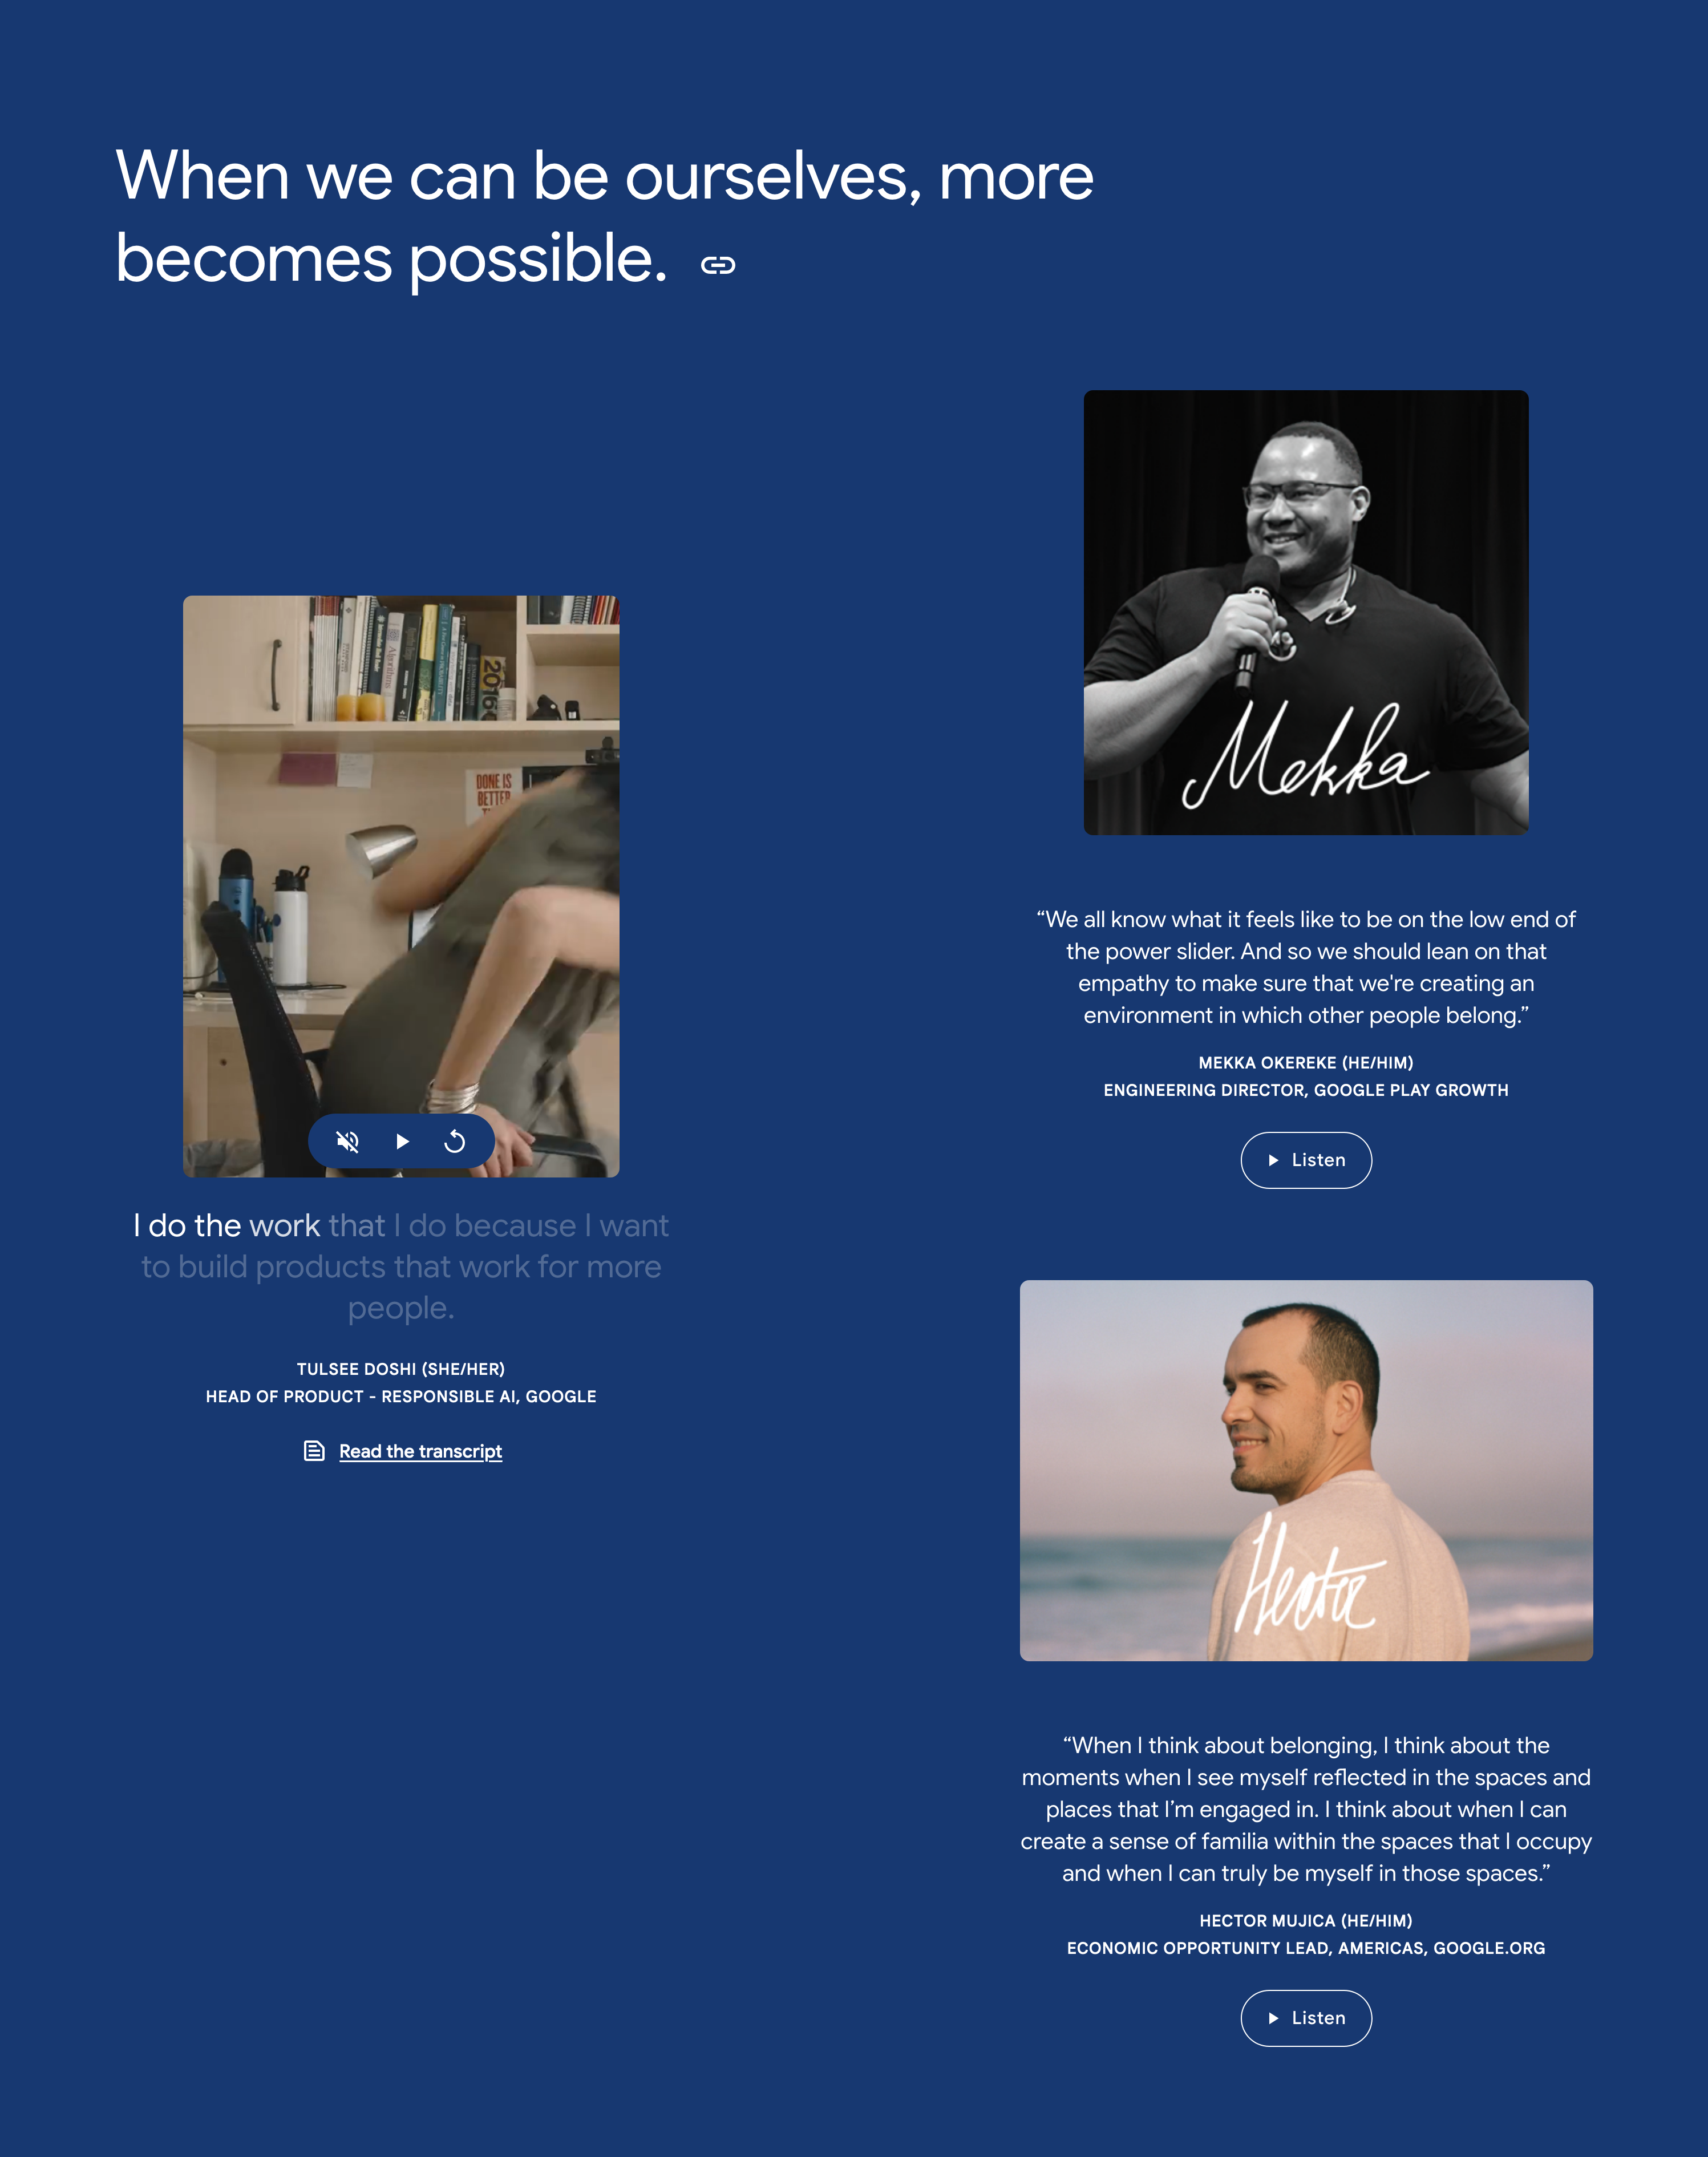 When we can be ourselves, more
becomes possible.
2016
DONE IS
BETTER
Algorithms
I do the work that I do because I want
to build products that work for more
people.
TULSEE DOSHI (SHE/HER)
HEAD OF PRODUCT - RESPONSIBLE AI, GOOGLE
Read the transcript
Mekka
“We all know what it feels like to be on the low end of
the power slider. And so we should lean on that
empathy to make sure that we're creating an
environment in which other people belong.”
MEKKA OKEREKE (HE/HIM)
ENGINEERING DIRECTOR, GOOGLE PLAY GROWTH
Listen
Hector
“When I think about belonging, I think about the
moments when I see myself reflected in the spaces and
places that I’m engaged in. I think about when I can
create a sense of familia within the spaces that I occupy
and when I can truly be myself in those spaces.”
HECTOR MUJICA (HE/HIM)
ECONOMIC OPPORTUNITY LEAD, AMERICAS, GOOGLE.ORG
Listen